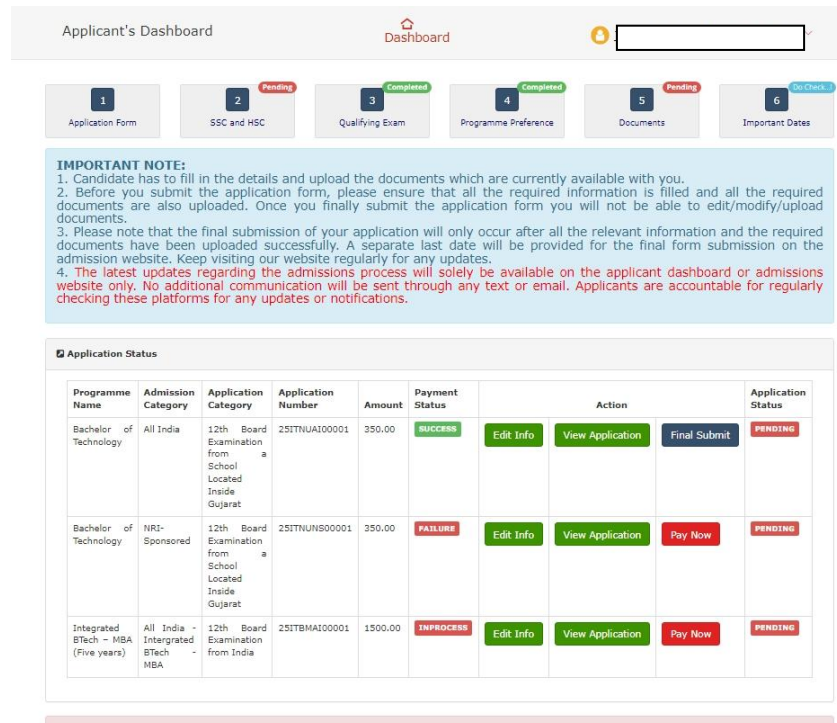 Applicant's Dashboard
Dashboard
Pending
Completed
Completed
Pending
Do Check..!
1
2
3
4
5
6
Application Form
SSC and HSC
Qualifying Exam
Programme Preference
Documents
Important Dates
IMPORTANT NOTE:
1. Candidate has to fill in the details and upload the documents which are currently available with you.
2. Before you submit the application form, please ensure that all the required information is filled and all the required
documents are also uploaded. Once you finally submit the application form you will not be able to edit/modify/upload
documents.
3. Please note that the final submission of your application will only occur after all the relevant information and the required
documents have been uploaded successfully. A separate last date will be provided for the final form submission on the
admission website. Keep visiting our website regularly for any updates.
4. The latest updates regarding the admissions process will solely be available on the applicant dashboard or admissions
website only. No additional communication will be sent through any text or email. Applicants are accountable for regularly
checking these platforms for any updates or notifications.
Application Status
Programme
Name
Admission
Category
Application
Category
Application
Number
Amount
Payment
Status
Action
Application
Status
Bachelor of
Technology
All India
12th Board
Examination
from a
School
Located
Inside
Gujarat
25ITNUAI00001
350.00
SUCCESS
Edit Info
View Application
Final Submit
PENDING
Bachelor of
Technology
NRI-
Sponsored
12th Board
Examination
from a
School
Located
Inside
Gujarat
25ITNUNS00001
350.00
FAILURE
Edit Info
View Application
Pay Now
PENDING
Integrated
BTech – MBA
(Five years)
All India -
Intergrated
BTech -
MBA
12th Board
Examination
from India
25ITBMAI00001
1500.00
INPROCESS
Edit Info
View Application
Pay Now
PENDING